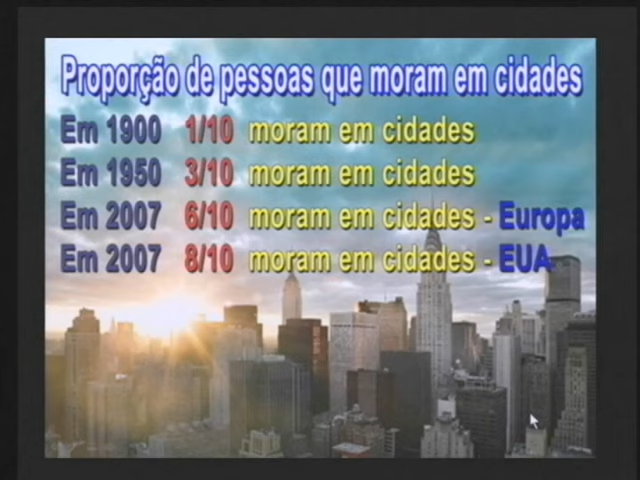 Proporção de pessoas que moram em cidades
Em 1900 1/10 moram em cidades
Em 1950 3/10 moram em cidades
Em 2007 6/10 moram em cidades - Europa
Em 2007 8/10 moram em cidades - EUA